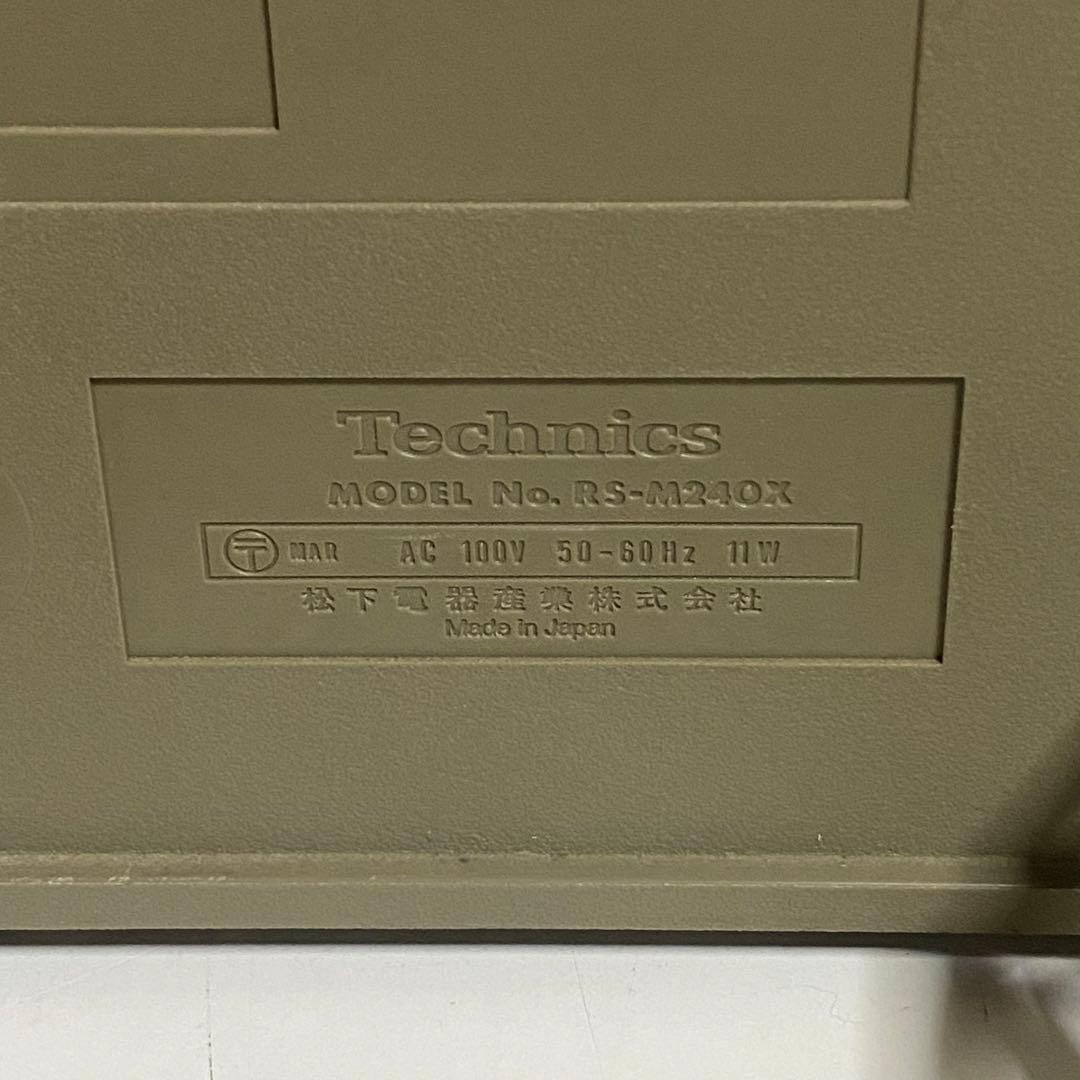 Technics
MODEL No. RS-M240X
〒 MAR AC 100V 50-60Hz 11W
松下電器産業株式会社
Made in Japan